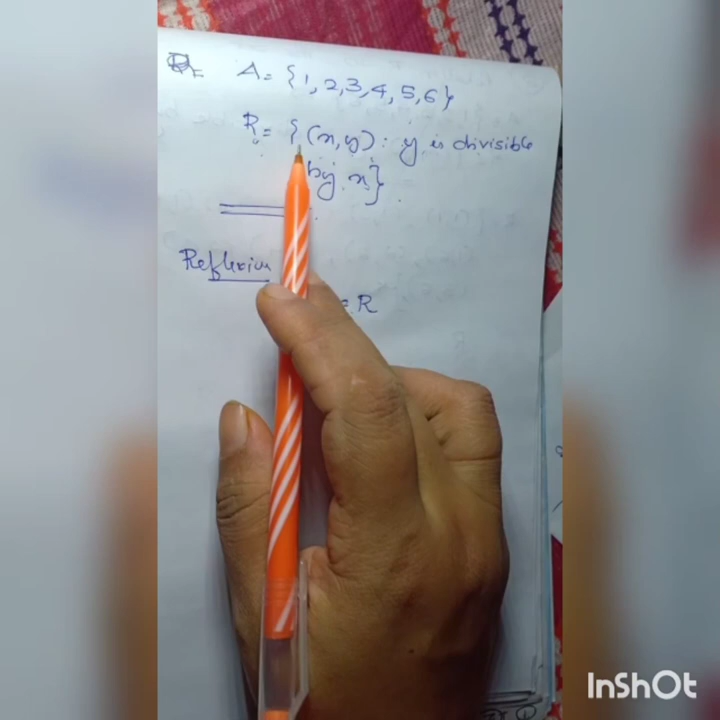 Q= A= {1,2,3,4,5,6}
R= {(x,y): y is divisible
by x}
Reflexive
= R
InShOt